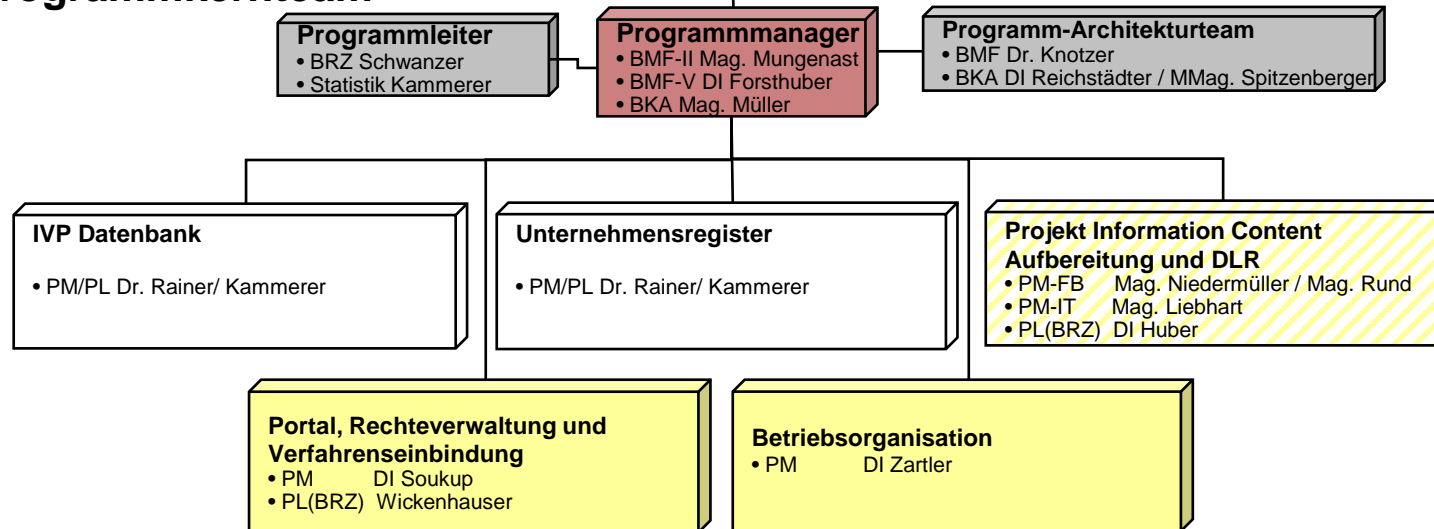 Programmleiter
• BRZ Schwanzer
• Statistik Kammerer
Programmmanager
• BMF-II Mag. Mungenast
• BMF-V DI Forsthuber
• BKA Mag. Müller
Programm-Architekturteam
• BMF Dr. Knotzer
• BKA DI Reichstädter / MMag. Spitzenberger
IVP Datenbank
• PM/PL Dr. Rainer/ Kammerer
Unternehmensregister
• PM/PL Dr. Rainer/ Kammerer
Projekt Information Content
Aufbereitung und DLR
• PM-FB Mag. Niedermüller / Mag. Rund
• PM-IT Mag. Liebhart
• PL(BRZ) DI Huber
Portal, Rechteverwaltung und
Verfahrenseinbindung
• PM DI Soukup
• PL(BRZ) Wickenhauser
Betriebsorganisation
• PM DI Zartler